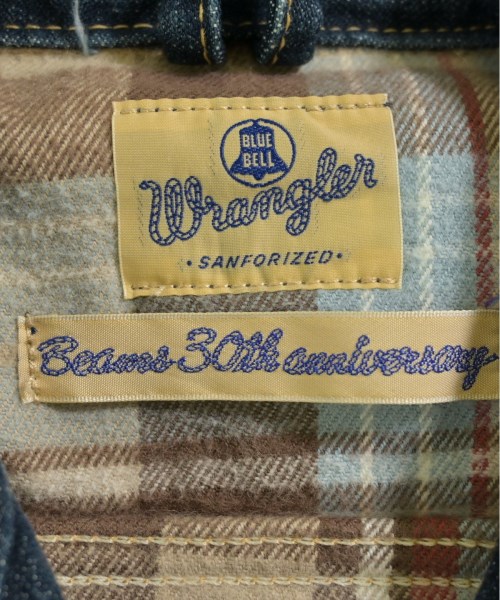 BLUE
BELL
Wrangler
• SANFORIZED •
Beams 30th anniversary